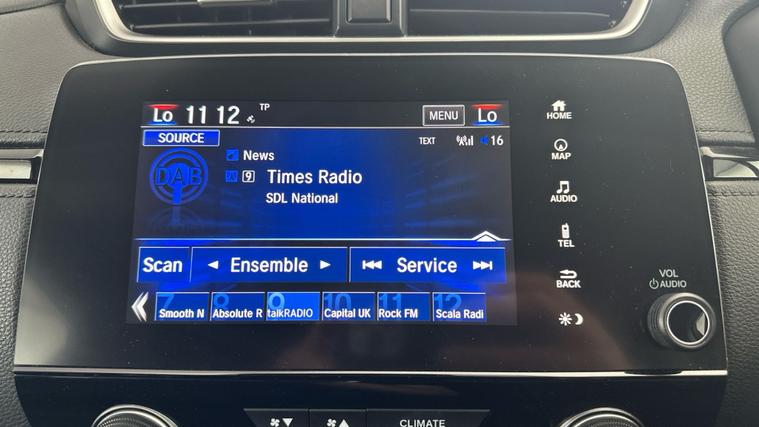 Lo 11 12 TP MENU Lo
SOURCE TEXT 16
DAB News
9 Times Radio
SDL National
Scan Ensemble Service
7 8 9 10 11 12
Smooth N Absolute R talkRADIO Capital UK Rock FM Scala Radi
HOME
MAP
AUDIO
TEL
BACK
VOL
AUDIO
CLIMATE